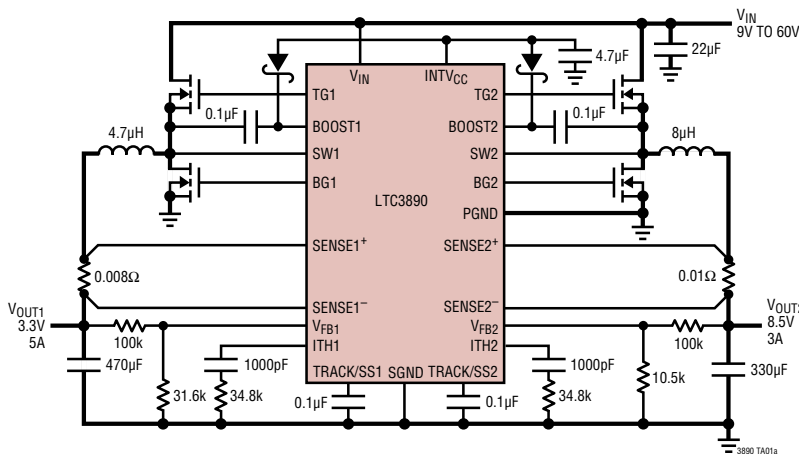 VIN
9V TO 60V
22µF
4.7µF
VIN
INTVCC
TG1
TG2
0.1µF
0.1µF
BOOST1
BOOST2
4.7µH
8µH
SW1
SW2
BG1
BG2
LTC3890
PGND
SENSE1+
SENSE2+
0.008Ω
0.01Ω
SENSE1–
SENSE2–
VOUT1
3.3V
5A
VOUT2
8.5V
3A
VFB1
VFB2
100k
100k
ITH1
ITH2
470µF
1000pF
1000pF
330µF
TRACK/SS1
SGND
TRACK/SS2
31.6k
34.8k
0.1µF
0.1µF
34.8k
10.5k
3890 TA01a